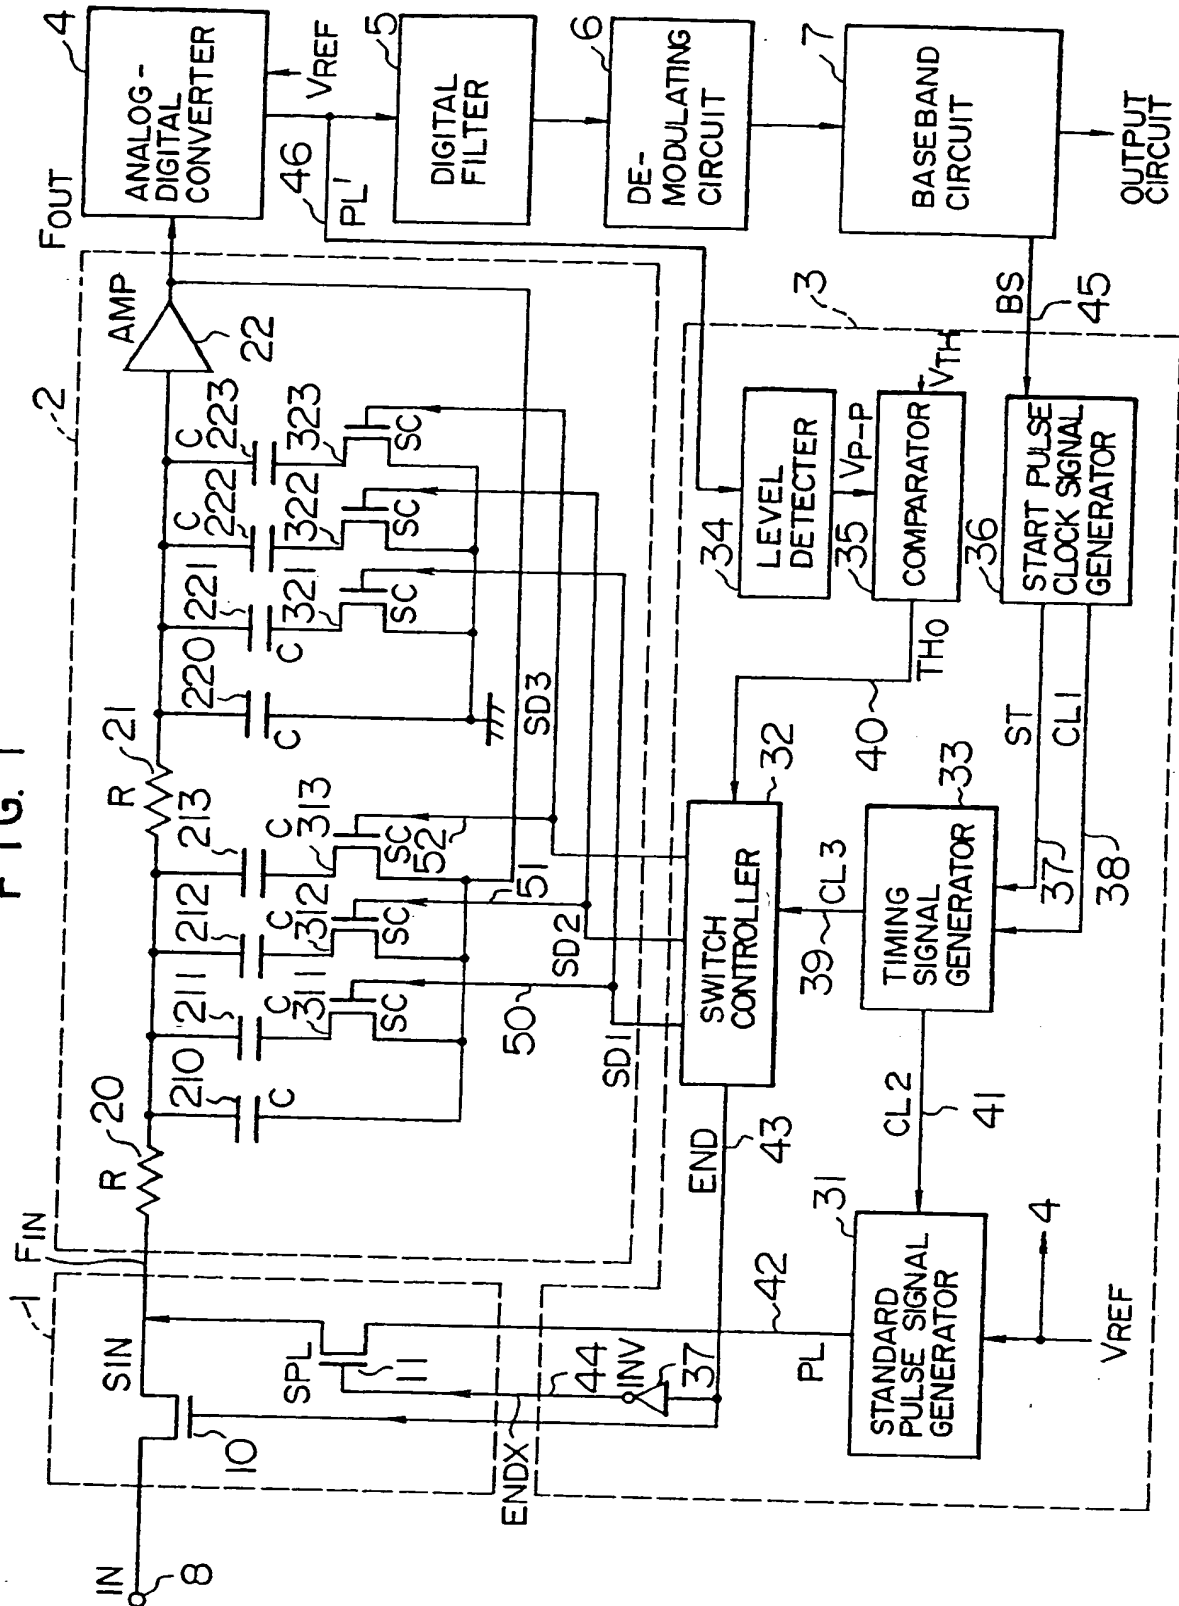 FIG. 1
IN
8
1
SIN
10
SPL
11
ENDX
44
INV
37
FIN
2
R
20
210
C
211
C
212
C
213
C
R
21
220
C
221
C
222
C
223
C
AMP
22
311
SC
312
SC
313
SC
321
SC
322
SC
323
SC
50
51
52
SD1
SD2
SD3
FOUT
4
ANALOG-
DIGITAL
CONVERTER
VREF
46
PL'
5
DIGITAL
FILTER
6
DE-
MODULATING
CIRCUIT
7
BASEBAND
CIRCUIT
OUTPUT
CIRCUIT
BS
45
3
34
LEVEL
DETECTER
VP-P
35
COMPARATOR
VTH
THO
40
36
START PULSE
CLOCK SIGNAL
GENERATOR
ST
CL1
37
38
32
SWITCH
CONTROLLER
END
43
CL3
39
33
TIMING
SIGNAL
GENERATOR
CL2
41
31
STANDARD
PULSE SIGNAL
GENERATOR
PL
42
4
VREF